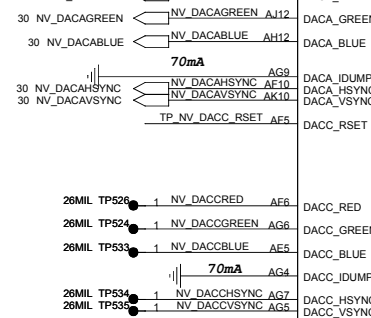 30 NV_DACAGREEN NV_DACAGREEN AJ12 DACA_GREEN
30 NV_DACABLUE NV_DACABLUE AH12 DACA_BLUE
70mA AG9 DACA_IDUMP
30 NV_DACAHSYNC NV_DACAHSYNC AF10 DACA_HSYNC
30 NV_DACAVSYNC NV_DACAVSYNC AK10 DACA_VSYNC
TP_NV_DACC_RSET AF5 DACC_RSET
26MIL TP526 1 NV_DACCRED AF6 DACC_RED
26MIL TP524 1 NV_DACCGREEN AG6 DACC_GREEN
26MIL TP533 1 NV_DACCBLUE AE5 DACC_BLUE
70mA AG4 DACC_IDUMP
26MIL TP534 1 NV_DACCHSYNC AG7 DACC_HSYNC
26MIL TP535 1 NV_DACCVSYNC AG5 DACC_VSYNC